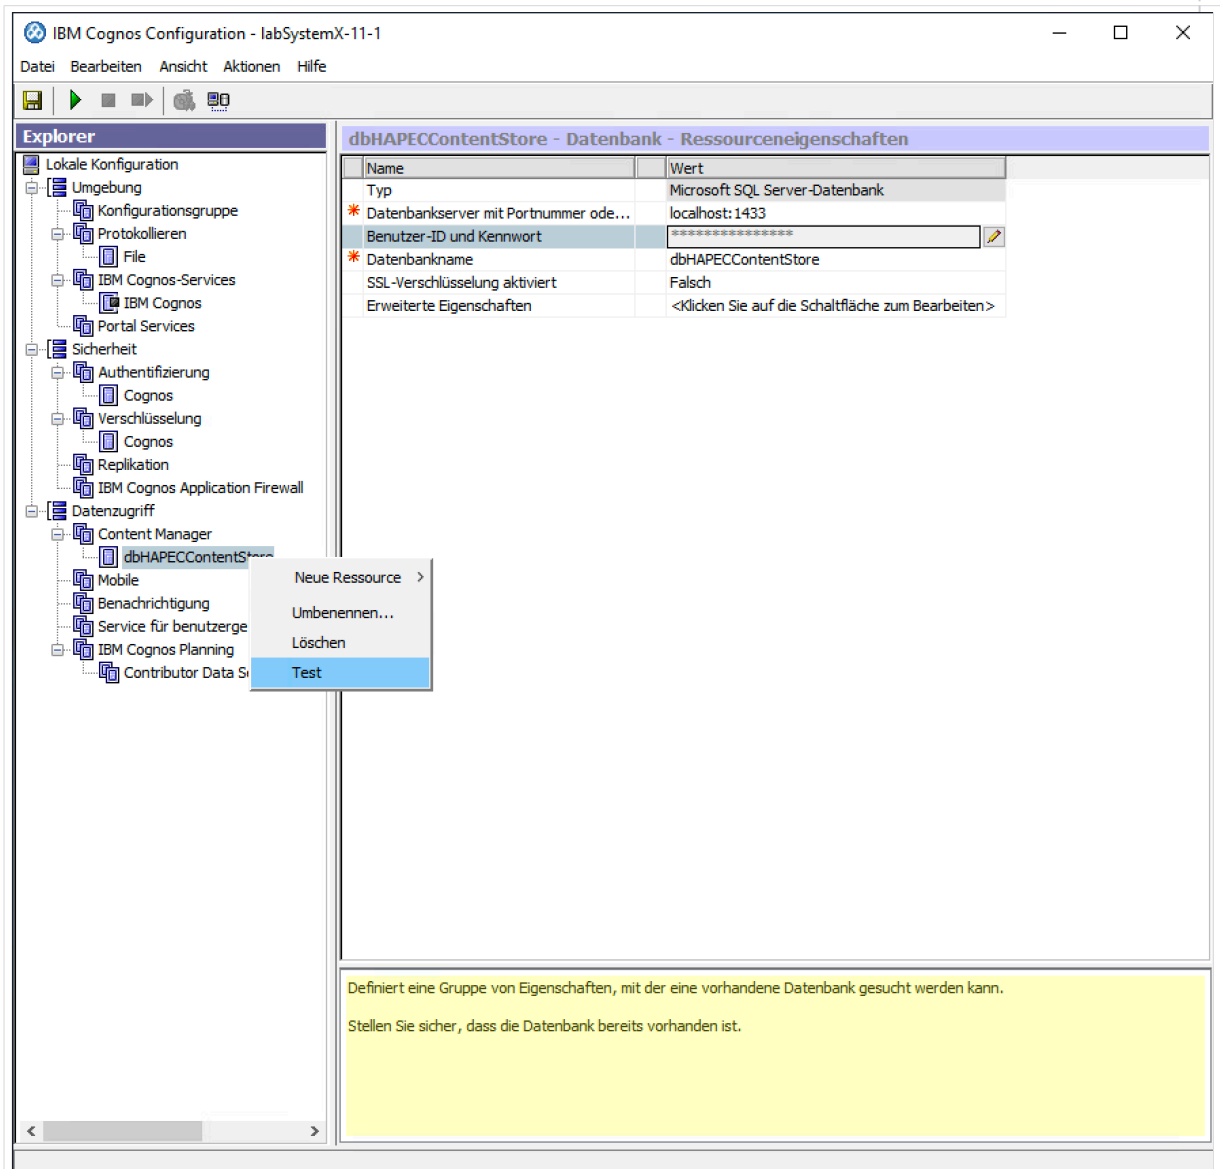 IBM Cognos Configuration - labSystemX-11-1
Datei Bearbeiten Ansicht Aktionen Hilfe
Explorer
Lokale Konfiguration
Umgebung
Konfigurationsgruppe
Protokollieren
File
IBM Cognos-Services
IBM Cognos
Portal Services
Sicherheit
Authentifizierung
Cognos
Verschlüsselung
Cognos
Replikation
IBM Cognos Application Firewall
Datenzugriff
Content Manager
dbHAPECContentStore
Mobile
Benachrichtigung
Service für benutzerge
IBM Cognos Planning
Contributor Data S
Neue Ressource >
Umbenennen...
Löschen
Test
dbHAPECContentStore - Datenbank - Ressourceneigenschaften
Name Wert
Typ Microsoft SQL Server-Datenbank
* Datenbankserver mit Portnummer ode... localhost:1433
Benutzer-ID und Kennwort ***************
* Datenbankname dbHAPECContentStore
SSL-Verschlüsselung aktiviert Falsch
Erweiterte Eigenschaften <Klicken Sie auf die Schaltfläche zum Bearbeiten>
Definiert eine Gruppe von Eigenschaften, mit der eine vorhandene Datenbank gesucht werden kann.
Stellen Sie sicher, dass die Datenbank bereits vorhanden ist.